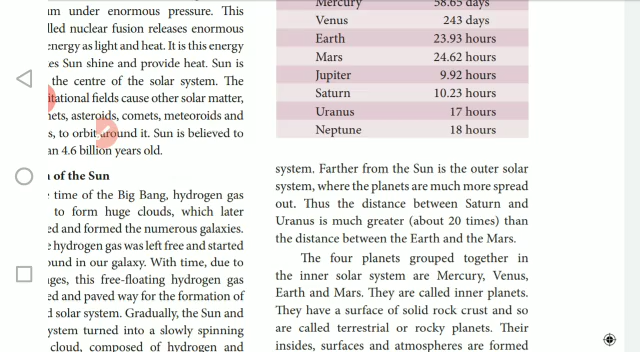 um under enormous pressure. This
lled nuclear fusion releases enormous
energy as light and heat. It is this energy
es Sun shine and provide heat. Sun is
the centre of the solar system. The
itational fields cause other solar matter,
nets, asteroids, comets, meteoroids and
s, to orbit around it. Sun is believed to
an 4.6 billion years old.
n of the Sun
time of the Big Bang, hydrogen gas
to form huge clouds, which later
ed and formed the numerous galaxies.
e hydrogen gas was left free and started
ound in our galaxy. With time, due to
ges, this free-floating hydrogen gas
ed and paved way for the formation of
d solar system. Gradually, the Sun and
ystem turned into a slowly spinning
cloud, composed of hydrogen and
Mercury 58.65 days
Venus 243 days
Earth 23.93 hours
Mars 24.62 hours
Jupiter 9.92 hours
Saturn 10.23 hours
Uranus 17 hours
Neptune 18 hours
system. Farther from the Sun is the outer solar
system, where the planets are much more spread
out. Thus the distance between Saturn and
Uranus is much greater (about 20 times) than
the distance between the Earth and the Mars.
The four planets grouped together in
the inner solar system are Mercury, Venus,
Earth and Mars. They are called inner planets.
They have a surface of solid rock crust and so
are called terrestrial or rocky planets. Their
insides, surfaces and atmospheres are formed